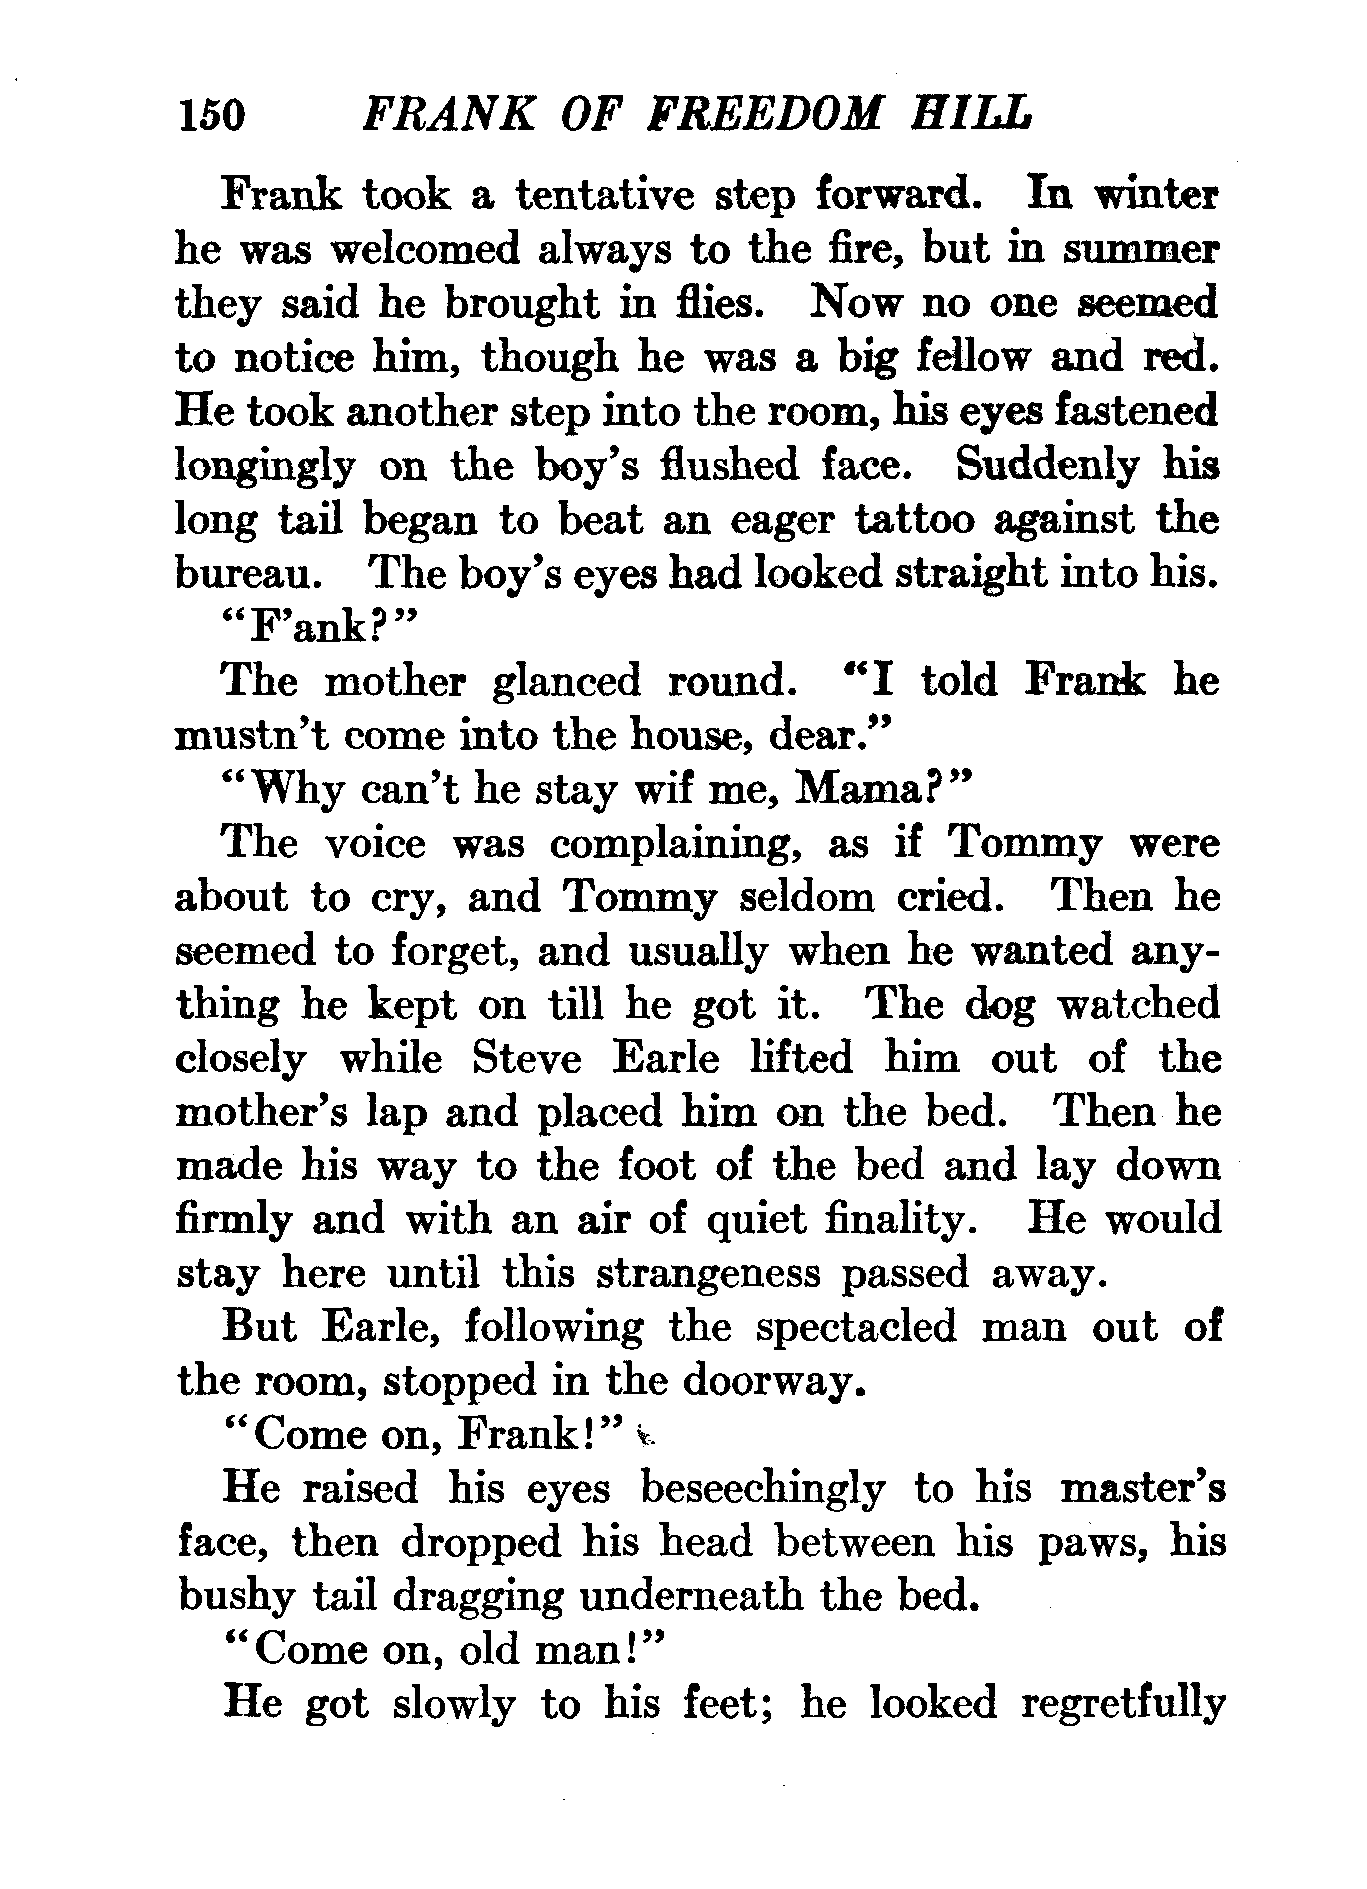 150 FRANK OF FREEDOM HILL
Frank took a tentative step forward. In winter
he was welcomed always to the fire, but in summer
they said he brought in flies. Now no one seemed
to notice him, though he was a big fellow and red.
He took another step into the room, his eyes fastened
longingly on the boy's flushed face. Suddenly his
long tail began to beat an eager tattoo against the
bureau. The boy's eyes had looked straight into his.
"F'ank?"
The mother glanced round. "I told Frank he
mustn't come into the house, dear."
"Why can't he stay wif me, Mama?"
The voice was complaining, as if Tommy were
about to cry, and Tommy seldom cried. Then he
seemed to forget, and usually when he wanted any-
thing he kept on till he got it. The dog watched
closely while Steve Earle lifted him out of the
mother's lap and placed him on the bed. Then he
made his way to the foot of the bed and lay down
firmly and with an air of quiet finality. He would
stay here until this strangeness passed away.
But Earle, following the spectacled man out of
the room, stopped in the doorway.
"Come on, Frank!"
He raised his eyes beseechingly to his master's
face, then dropped his head between his paws, his
bushy tail dragging underneath the bed.
"Come on, old man!"
He got slowly to his feet; he looked regretfully